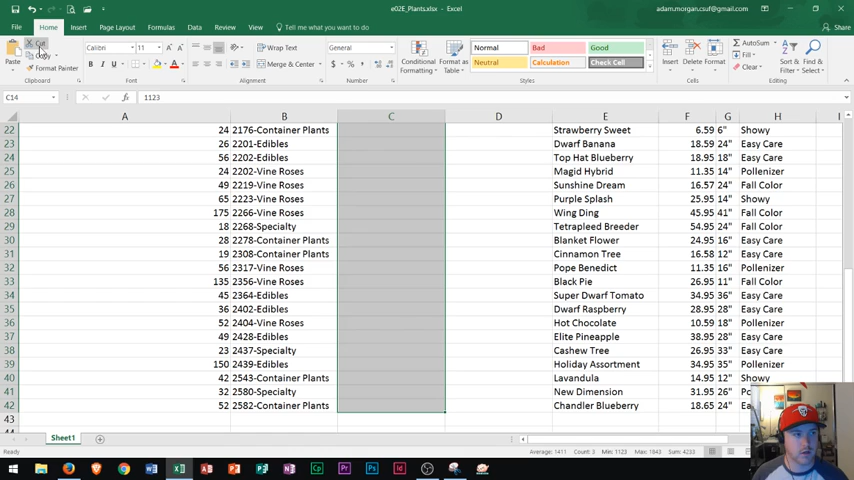 e02E_Plants.xlsx - Excel
adam.morgan.csuf@gmail.com
File Home Insert Page Layout Formulas Data Review View Tell me what you want to do Share
Paste Cut Copy Format Painter Clipboard
Calibri 11 B I U Font
Wrap Text Merge & Center Alignment
General $ % , Number
Conditional Formatting Format as Table
Normal Bad Good
Neutral Calculation Check Cell
Styles
Insert Delete Format Cells
AutoSum Fill Clear Sort & Filter Find & Select Editing
C14 fx 1123
A B C D E F G H I
22 24 2176-Container Plants Strawberry Sweet 6.59 6" Showy
23 26 2201-Edibles Dwarf Banana 18.59 24" Easy Care
24 56 2202-Edibles Top Hat Blueberry 18.95 18" Easy Care
25 24 2202-Vine Roses Magid Hybrid 11.35 14" Pollenizer
26 49 2219-Vine Roses Sunshine Dream 16.57 24" Fall Color
27 65 2223-Vine Roses Purple Splash 25.95 14" Showy
28 175 2266-Vine Roses Wing Ding 45.95 41" Fall Color
29 18 2268-Specialty Tetrapleed Breeder 54.95 24" Fall Color
30 28 2278-Container Plants Blanket Flower 24.95 16" Easy Care
31 19 2308-Container Plants Cinnamon Tree 16.58 12" Easy Care
32 56 2317-Vine Roses Pope Benedict 11.35 16" Pollenizer
33 135 2356-Vine Roses Black Pie 26.95 11" Fall Color
34 45 2364-Edibles Super Dwarf Tomato 34.95 36" Easy Care
35 36 2402-Edibles Dwarf Raspberry 28.95 28" Easy Care
36 52 2404-Vine Roses Hot Chocolate 10.59 18" Pollenizer
37 49 2428-Edibles Elite Pineapple 38.95 28" Easy Care
38 23 2437-Specialty Cashew Tree 26.95 33" Easy Care
39 150 2439-Edibles Holiday Assortment 34.95 35" Pollenizer
40 42 2543-Container Plants Lavandula 14.95 12" Showy
41 32 2580-Specialty New Dimension 31.95 26"
42 52 2582-Container Plants Chandler Blueberry 18.65 24"
43
Sheet1
Ready Average: 1411 Count: 3 Min: 1123 Max: 1843 Sum: 4233